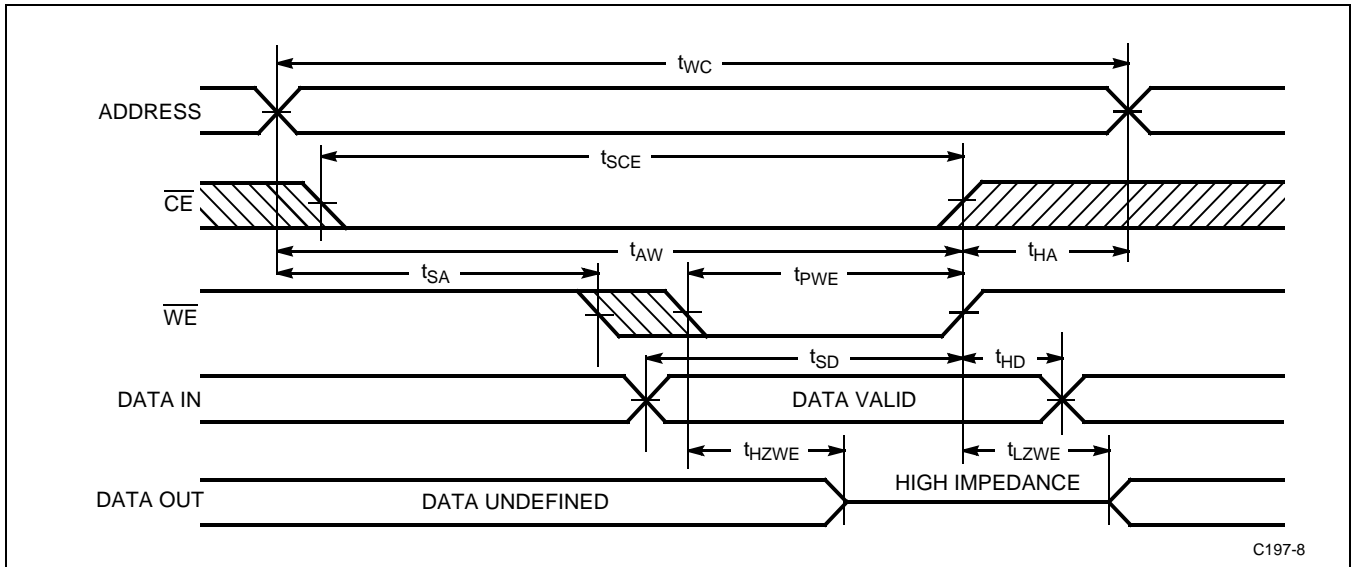 tWC
ADDRESS
tSCE
CE
tAW
tHA
tSA
tPWE
WE
tSD
tHD
DATA IN
DATA VALID
tHZWE
tLZWE
HIGH IMPEDANCE
DATA OUT
DATA UNDEFINED
C197-8